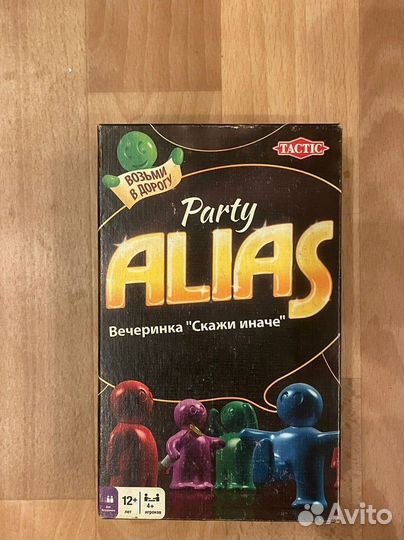 ВОЗЬМИ
В ДОРОГУ
TACTIC
Party
ALIAS
Вечеринка "Скажи иначе"
12+
лет
4+
игроков
Avito